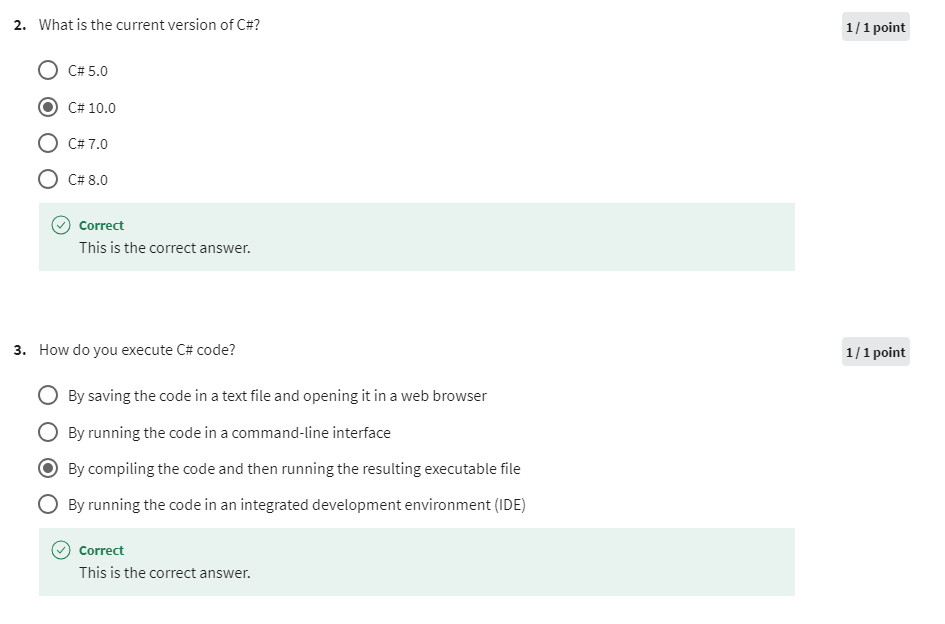 2. What is the current version of C#?
1 / 1 point
C# 5.0
C# 10.0
C# 7.0
C# 8.0
Correct
This is the correct answer.
3. How do you execute C# code?
1 / 1 point
By saving the code in a text file and opening it in a web browser
By running the code in a command-line interface
By compiling the code and then running the resulting executable file
By running the code in an integrated development environment (IDE)
Correct
This is the correct answer.